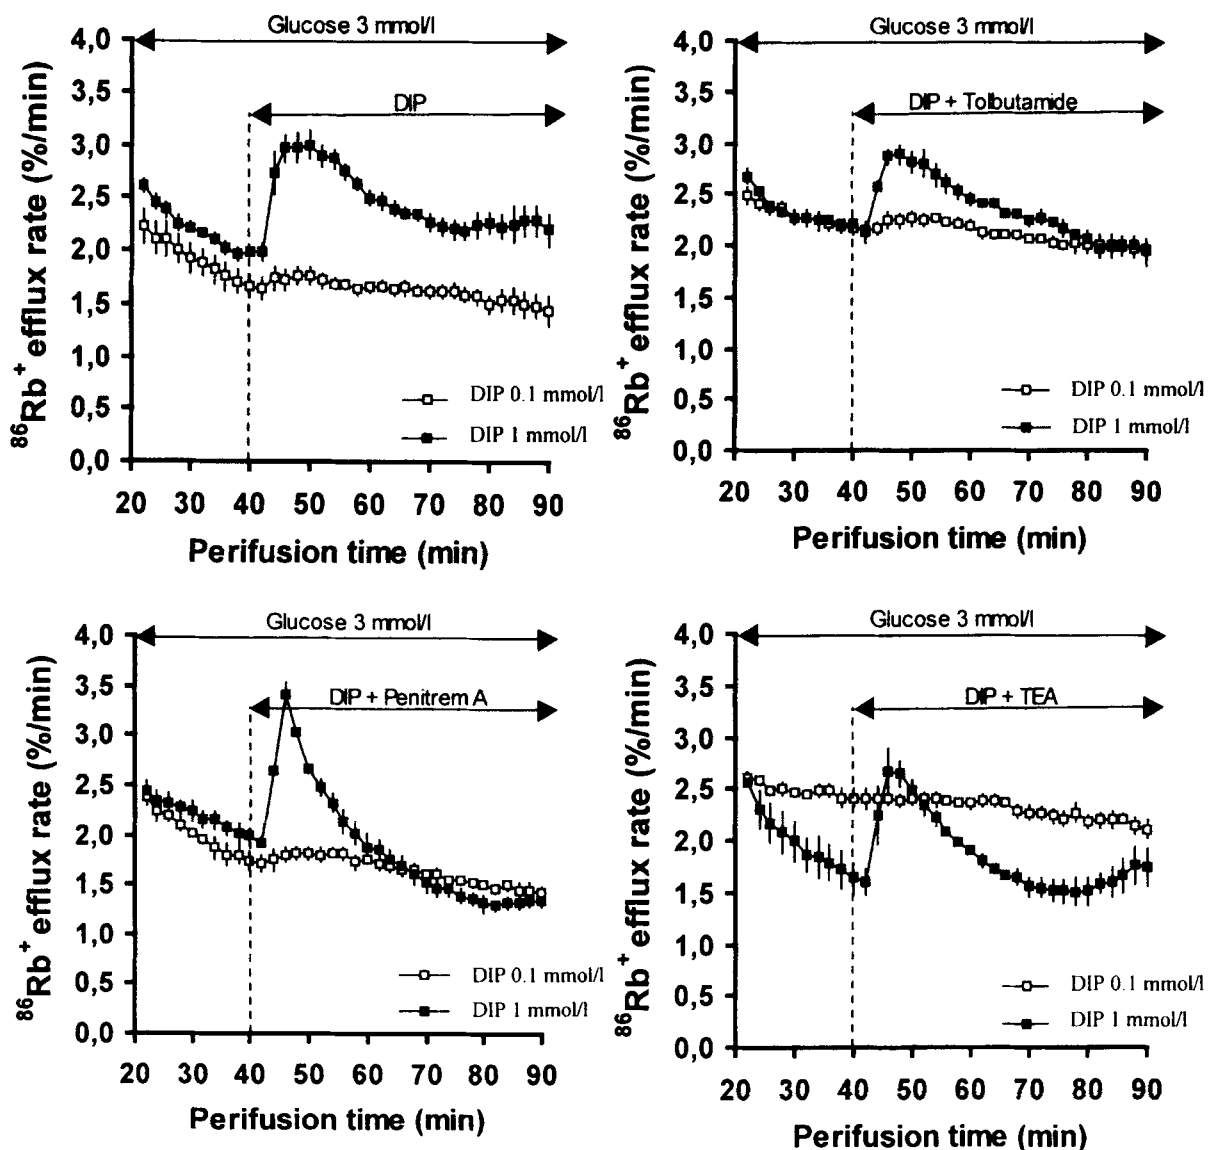 Glucose 3 mmol/l
4,0
3,5
3,0
2,5
2,0
1,5
1,0
0,5
0,0
DIP
DIP 0.1 mmol/l
DIP 1 mmol/l
20 30 40 50 60 70 80 90
⁸⁶Rb⁺ efflux rate (%/min)
Perifusion time (min)
Glucose 3 mmol/l
4,0
3,5
3,0
2,5
2,0
1,5
1,0
0,5
0,0
DIP + Tolbutamide
DIP 0.1 mmol/l
DIP 1 mmol/l
20 30 40 50 60 70 80 90
⁸⁶Rb⁺ efflux rate (%/min)
Perifusion time (min)
Glucose 3 mmol/l
4,0
3,5
3,0
2,5
2,0
1,5
1,0
0,5
0,0
DIP + Penitrem A
DIP 0.1 mmol/l
DIP 1 mmol/l
20 30 40 50 60 70 80 90
⁸⁶Rb⁺ efflux rate (%/min)
Perifusion time (min)
Glucose 3 mmol/l
4,0
3,5
3,0
2,5
2,0
1,5
1,0
0,5
0,0
DIP + TEA
DIP 0.1 mmol/l
DIP 1 mmol/l
20 30 40 50 60 70 80 90
⁸⁶Rb⁺ efflux rate (%/min)
Perifusion time (min)